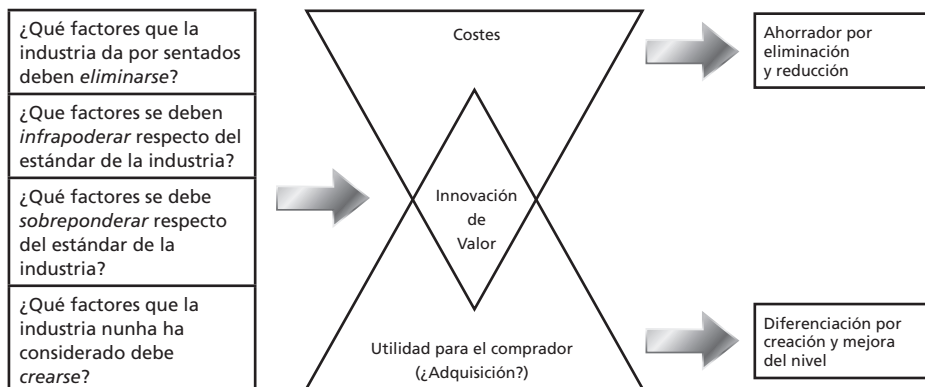 ¿Qué factores que la
industria da por sentados
deben eliminarse?
¿Que factores se deben
infrapoderar respecto del
estándar de la industria?
¿Qué factores se debe
sobreponderar respecto
del estándar de la
industria?
¿Qué factores que la
industria nunha ha
considerado debe
crearse?
Costes
Innovación
de
Valor
Utilidad para el comprador
(¿Adquisición?)
Ahorrador por
eliminación
y reducción
Diferenciación por
creación y mejora
del nivel